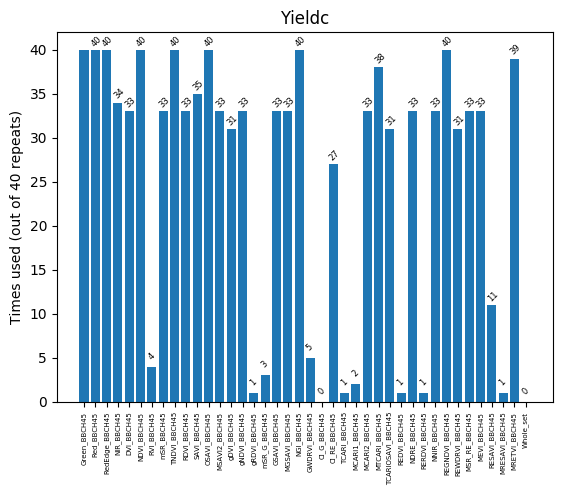 Yieldc
Times used (out of 40 repeats)
40
35
30
25
20
15
10
5
0
40
40
34
33
40
4
33
40
33
35
40
33
31
33
1
3
33
33
40
5
0
27
1
2
33
38
31
1
33
1
33
40
31
33
33
11
1
39
0
Green_BBCH45
Red_BBCH45
RedEdge_BBCH45
NIR_BBCH45
DVI_BBCH45
NDVI_BBCH45
RVI_BBCH45
mSR_BBCH45
TNDVI_BBCH45
RDVI_BBCH45
SAVI_BBCH45
OSAVI_BBCH45
MSAVI2_BBCH45
gDVI_BBCH45
gNDVI_BBCH45
gRDVI_BBCH45
mSR_G_BBCH45
GSAVI_BBCH45
MGSAVI_BBCH45
NGI_BBCH45
GWDRVI_BBCH45
CI_G_BBCH45
CI_RE_BBCH45
TCARI_BBCH45
MCARI1_BBCH45
MCARI2_BBCH45
MTCARI_BBCH45
TCARIOSAVI_BBCH45
REDVI_BBCH45
NDRE_BBCH45
RERDVI_BBCH45
NNIR_BBCH45
REGNDVI_BBCH45
REWDRVI_BBCH45
MSR_RE_BBCH45
MEVI_BBCH45
RESAVI_BBCH45
MRESAVI_BBCH45
MRETVI_BBCH45
Whole_set